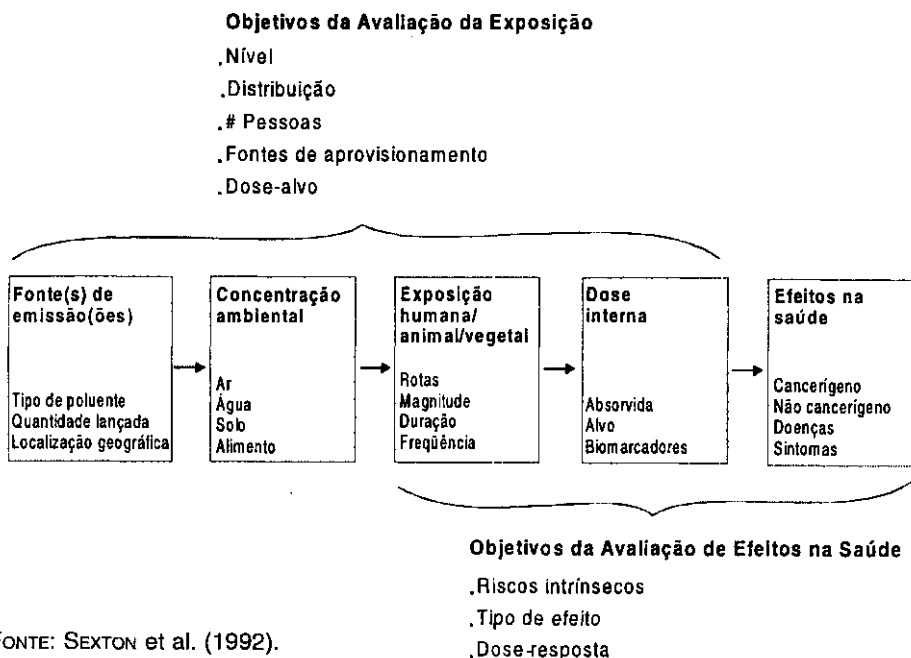 Objetivos da Avaliação da Exposição
.Nível
.Distribuição
.# Pessoas
.Fontes de aprovisionamento
.Dose-alvo
Fonte(s) de
emissão(ões)
Tipo de poluente
Quantidade lançada
Localização geográfica
Concentração
ambiental
Ar
Água
Solo
Alimento
Exposição
humana/
animal/vegetal
Rotas
Magnitude
Duração
Freqüência
Dose
interna
Absorvida
Alvo
Biomarcadores
Efeitos na
saúde
Cancerígeno
Não cancerígeno
Doenças
Sintomas
Objetivos da Avaliação de Efeitos na Saúde
.Riscos intrínsecos
.Tipo de efeito
.Dose-resposta
FONTE: SEXTON et al. (1992).